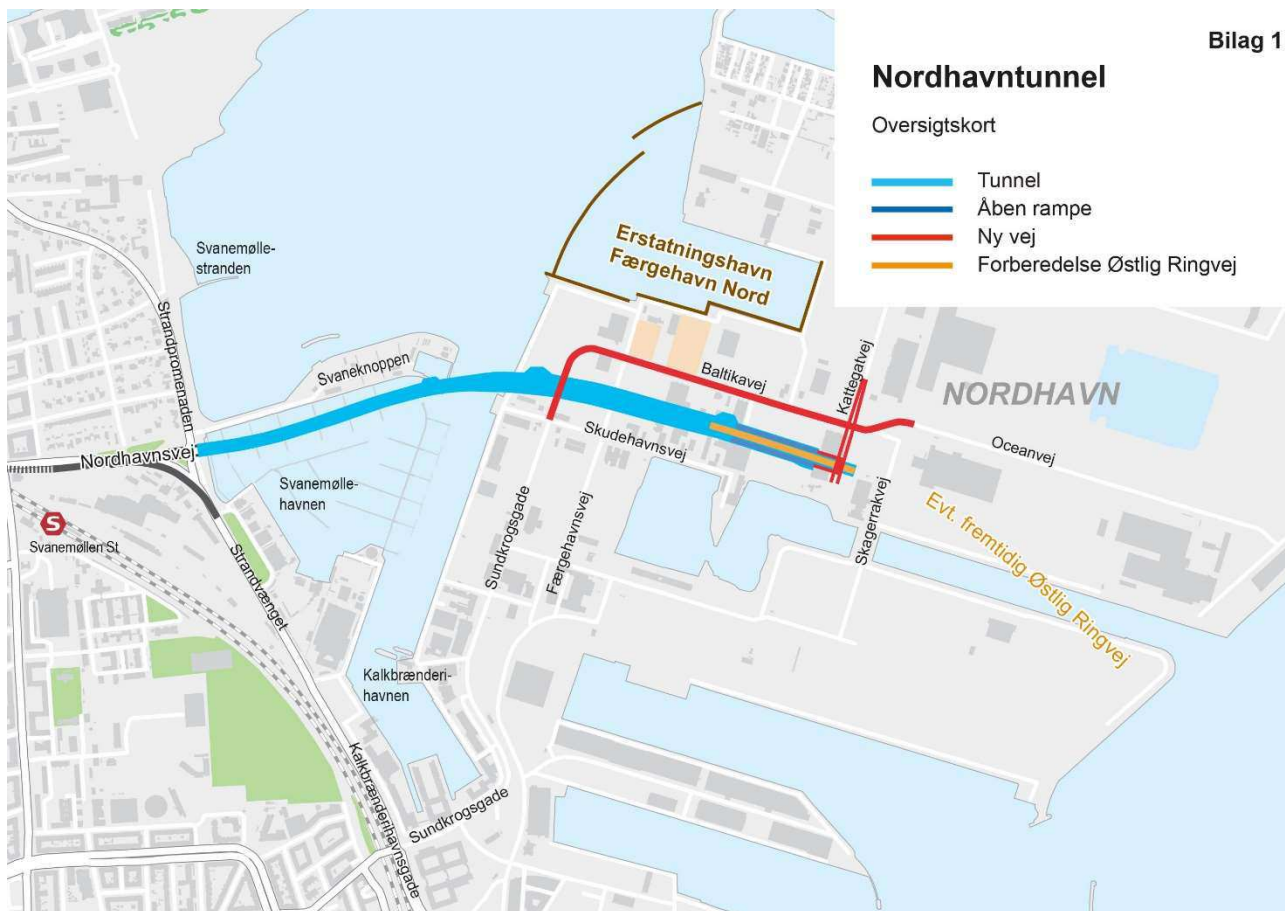 Bilag 1
Nordhavntunnel
Oversigtskort
Tunnel
Åben rampe
Ny vej
Forberedelse Østlig Ringvej
Erstatningshavn
Færgehavn Nord
Svanemølle-
stranden
Strandpromenaden
Svaneknoppen
Baltikavej
Kattegatvej
NORDHAVN
Oceanvej
Nordhavnsvej
Skudehavnsvej
Svanemølle-
havnen
S
Svanemøllen St
Strandvænget
Sundkrogsgade
Færgehavnsvej
Skagerrakvej
Evt. fremtidig Østlig Ringvej
Kalkbrænderi-
havnen
Kalkbrænderihavnsgade
Sundkrogsgade